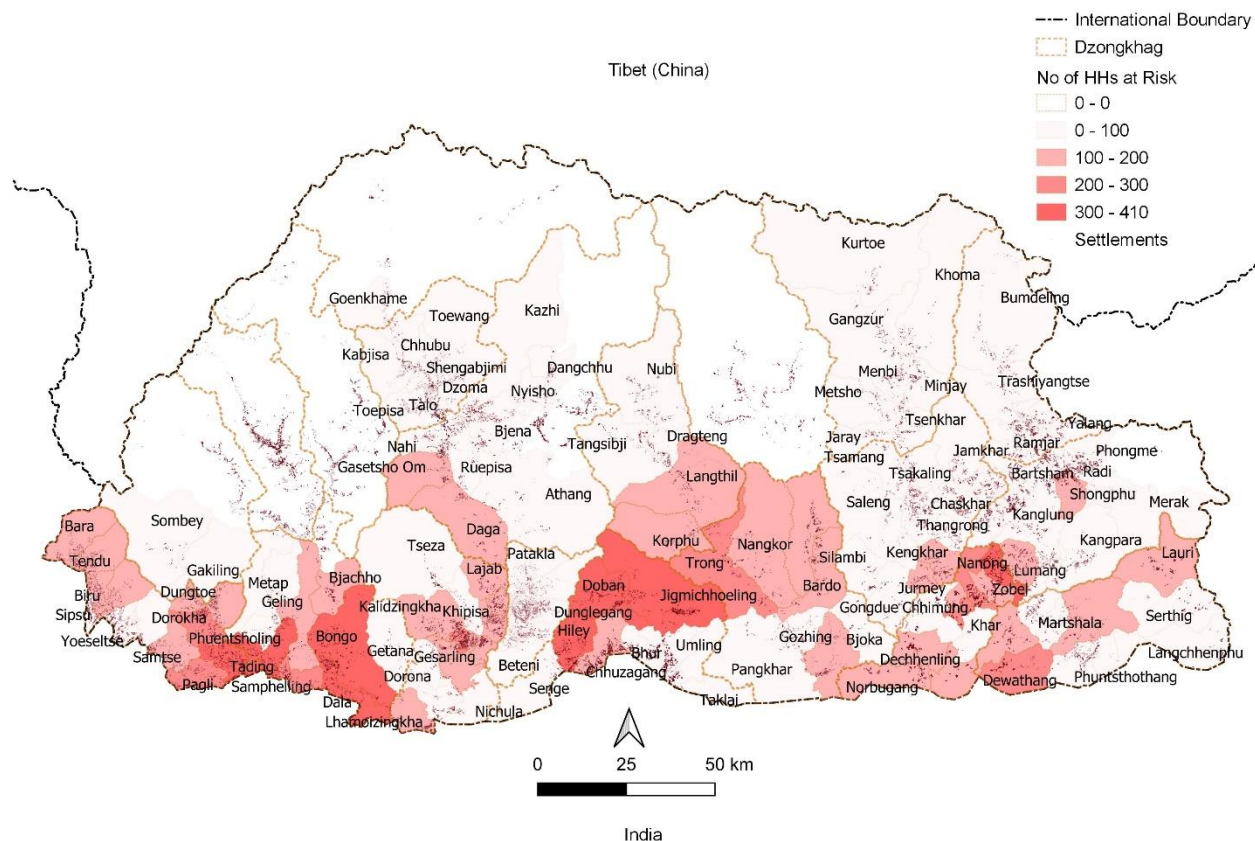 International Boundary
Dzongkhag
No of HHs at Risk
0 - 0
0 - 100
100 - 200
200 - 300
300 - 410
Settlements
Tibet (China)
Kurtoe
Khoma
Bumdeling
Goenkhame
Toewang
Kazhi
Gangzur
Chhubu
Kabjisa
Shengabjimi
Dangchhu
Nubi
Menbi
Dzoma
Nyisho
Metsho
Minjay
Trashiyangtse
Toepisa
Talo
Tsenkhar
Yalang
Bjena
Tangsibji
Dragteng
Jaray
Ramjar
Nahi
Tsamang
Jamkhar
Phongme
Gasetsho Om
Rüepisa
Langthil
Tsakaling
Bartsham
Radi
Athang
Saleng
Chaskhar
Shongphu
Merak
Bara
Sombey
Daga
Thangrong
Kanglung
Tseza
Patakla
Korphu
Nangkor
Silambi
Kengkhar
Kangpara
Tendu
Gakiling
Metap
Bjachho
Lajab
Trong
Nanong
Lumang
Lauri
Biru
Dungtoe
Geling
Doban
Bardo
Jurmey
Zobel
Sipsu
Dorokha
Kalidzingkha
Khipisa
Dunglegang
Jigmichhoeling
Gongdue
Chhimung
Khar
Martshala
Serthig
Yoeseltse
Phuentsholing
Bongo
Hiley
Umling
Gozhing
Bjoka
Samtse
Tading
Getana
Gesarling
Bhur
Dechhenling
Langchhenphu
Pagli
Samphelling
Dorona
Beteni
Chhuzagang
Pangkhar
Dewathang
Phuntsthothang
Dala
Senge
Taklai
Norbugang
Lhamoizingkha
Nichula
0 25 50 km
India